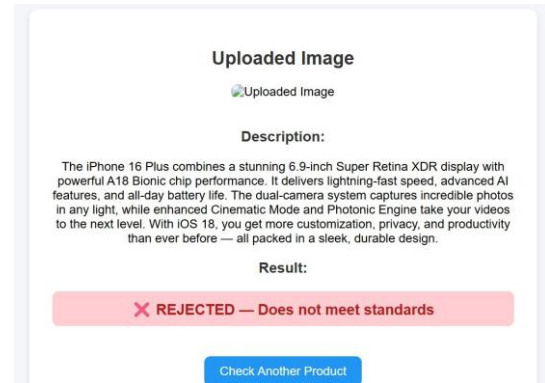 Uploaded Image
Uploaded Image
Description:
The iPhone 16 Plus combines a stunning 6.9-inch Super Retina XDR display with
powerful A18 Bionic chip performance. It delivers lightning-fast speed, advanced AI
features, and all-day battery life. The dual-camera system captures incredible photos
in any light, while enhanced Cinematic Mode and Photonic Engine take your videos
to the next level. With iOS 18, you get more customization, privacy, and productivity
than ever before — all packed in a sleek, durable design.
Result:
❌ REJECTED — Does not meet standards
Check Another Product